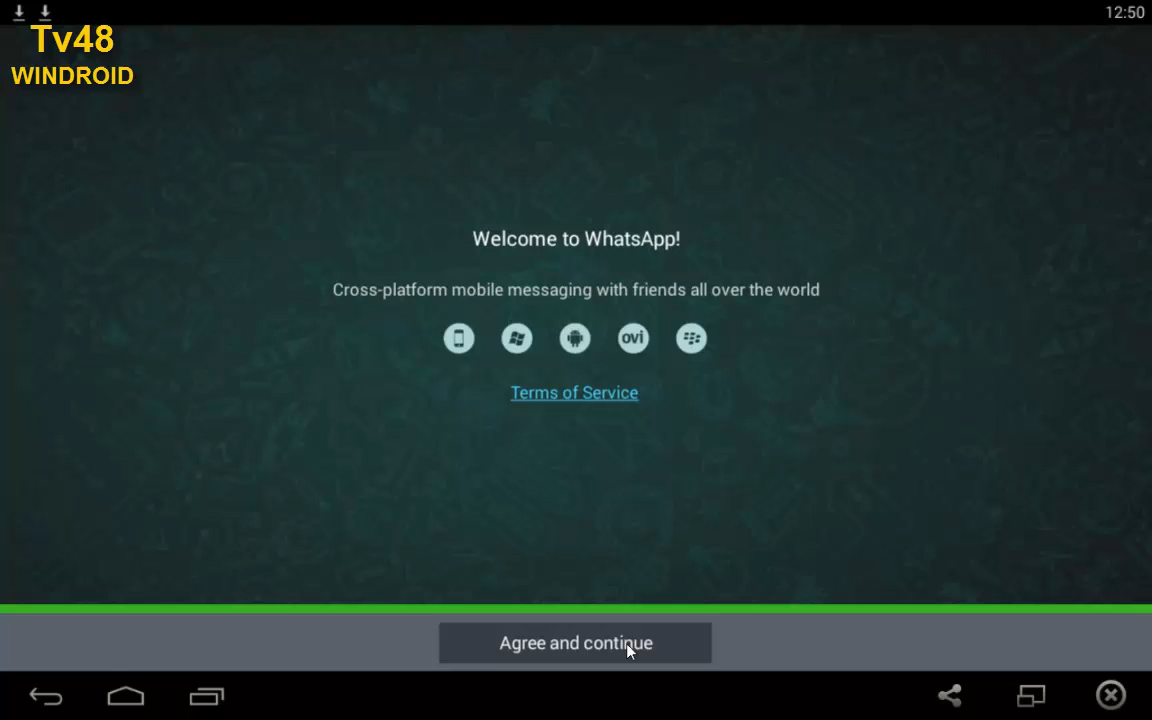 12:50
Tv48
WINDROID
Welcome to WhatsApp!
Cross-platform mobile messaging with friends all over the world
ovi
Terms of Service
Agree and continue